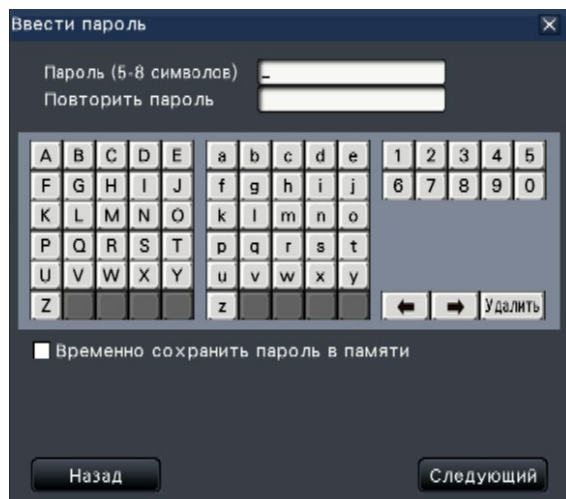 Ввести пароль
Пароль (5-8 символов)
Повторить пароль
A B C D E a b c d e 1 2 3 4 5
F G H I J f g h i j 6 7 8 9 0
K L M N O k l m n o
P Q R S T p q r s t
U V W X Y u v w x y
Z z Удалить
Временно сохранить пароль в памяти
Назад Следующий